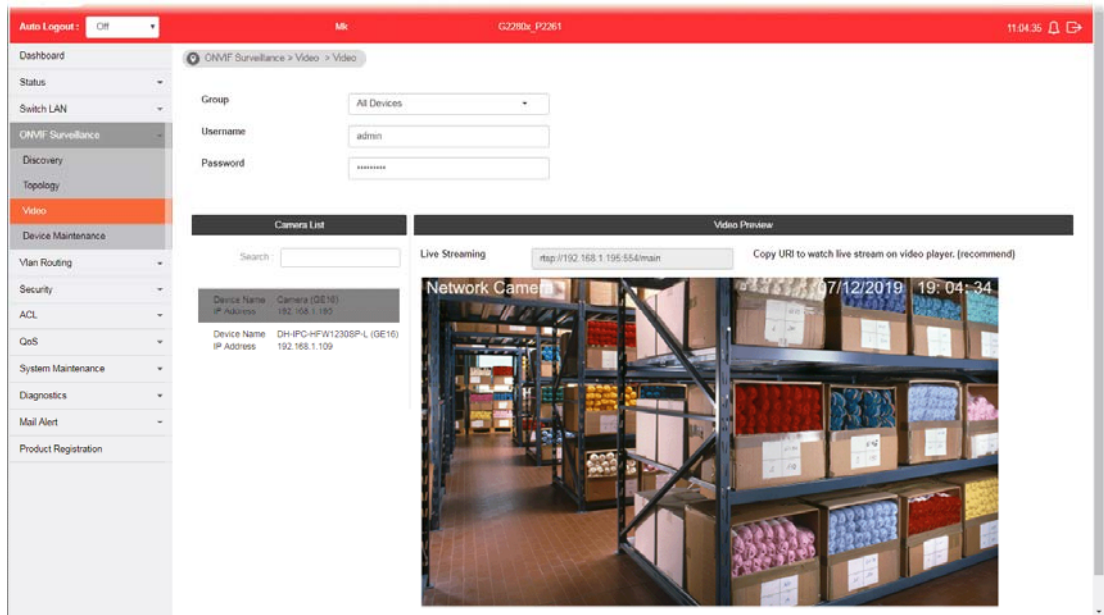 Auto Logout : Off Mk G2280x_P2261 11:04:35
Dashboard
Status
Switch LAN
ONVIF Surveillance
Discovery
Topology
Video
Device Maintenance
Vlan Routing
Security
ACL
QoS
System Maintenance
Diagnostics
Mail Alert
Product Registration
ONVIF Surveillance > Video > Video
Group All Devices
Username admin
Password •••••••••
Camera List
Search :
Device Name Camera (GE16)
IP Address 192.168.1.195
Device Name DH-IPC-HFW1230SP-L (GE16)
IP Address 192.168.1.109
Video Preview
Live Streaming rtsp://192.168.1.195:554/main Copy URI to watch live stream on video player. (recommend)
Network Camera 07/12/2019 19:04:34